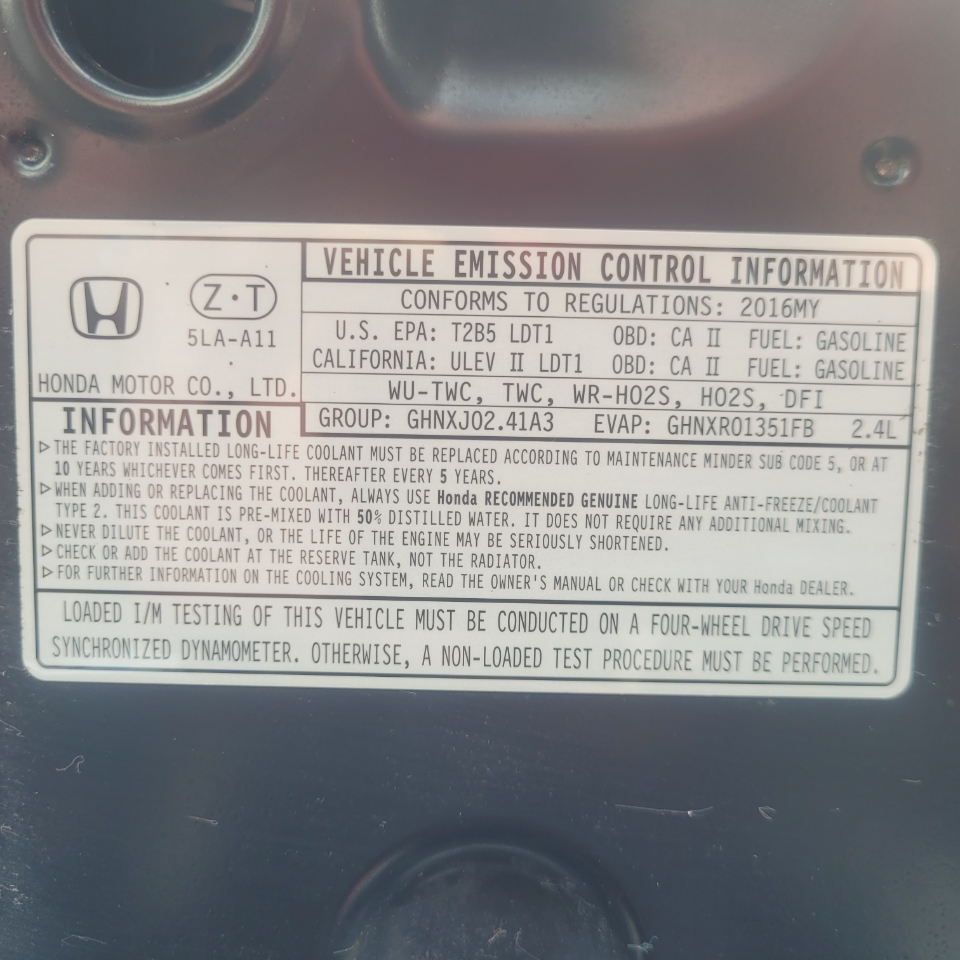 Z·T
5LA-A11
HONDA MOTOR CO., LTD.
VEHICLE EMISSION CONTROL INFORMATION
CONFORMS TO REGULATIONS: 2016MY
U.S. EPA: T2B5 LDT1 OBD: CA II FUEL: GASOLINE
CALIFORNIA: ULEV II LDT1 OBD: CA II FUEL: GASOLINE
WU-TWC, TWC, WR-HO2S, HO2S, DFI
GROUP: GHNXJ02.41A3 EVAP: GHNXR01351FB 2.4L
INFORMATION
▷THE FACTORY INSTALLED LONG-LIFE COOLANT MUST BE REPLACED ACCORDING TO MAINTENANCE MINDER SUB CODE 5, OR AT
10 YEARS WHICHEVER COMES FIRST. THEREAFTER EVERY 5 YEARS.
▷WHEN ADDING OR REPLACING THE COOLANT, ALWAYS USE Honda RECOMMENDED GENUINE LONG-LIFE ANTI-FREEZE/COOLANT
TYPE 2. THIS COOLANT IS PRE-MIXED WITH 50% DISTILLED WATER. IT DOES NOT REQUIRE ANY ADDITIONAL MIXING.
▷NEVER DILUTE THE COOLANT, OR THE LIFE OF THE ENGINE MAY BE SERIOUSLY SHORTENED.
▷CHECK OR ADD THE COOLANT AT THE RESERVE TANK, NOT THE RADIATOR.
▷FOR FURTHER INFORMATION ON THE COOLING SYSTEM, READ THE OWNER'S MANUAL OR CHECK WITH YOUR Honda DEALER.
LOADED I/M TESTING OF THIS VEHICLE MUST BE CONDUCTED ON A FOUR-WHEEL DRIVE SPEED
SYNCHRONIZED DYNAMOMETER. OTHERWISE, A NON-LOADED TEST PROCEDURE MUST BE PERFORMED.